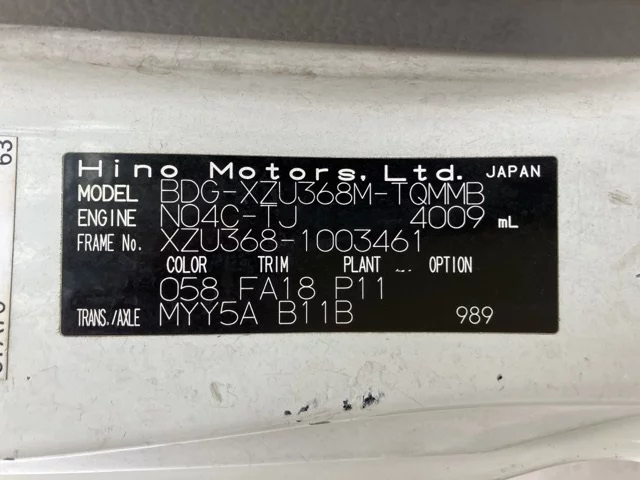 Hino Motors, Ltd. JAPAN
MODEL BDG-XZU368M-TQMMB
ENGINE N04C-TJ 4009 mL
FRAME No. XZU368-1003461
COLOR TRIM PLANT OPTION
058 FA18 P11
TRANS./AXLE MYY5A B11B 989
63